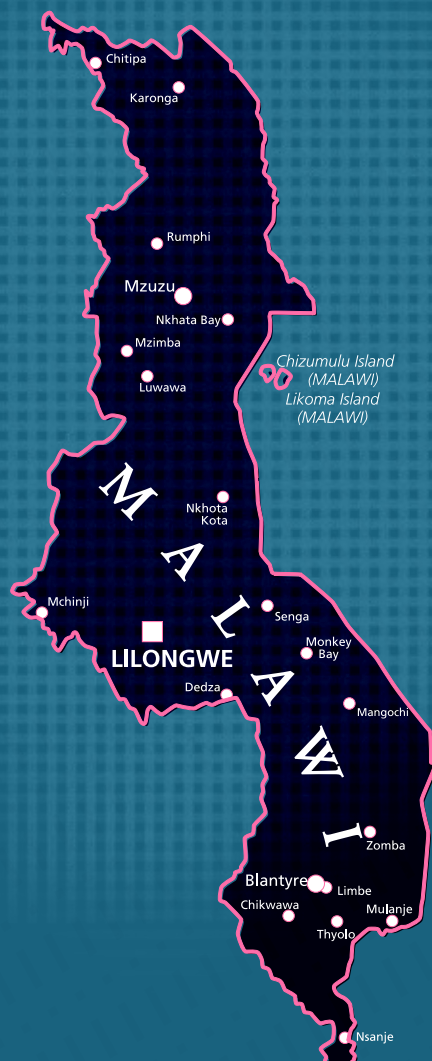 Chitipa
Karonga
Rumphi
Mzuzu
Nkhata Bay
Mzimba
Luwawa
Chizumulu Island
(MALAWI)
Likoma Island
(MALAWI)
MALAWI
Nkhota
Kota
Mchinji
Senga
LILONGWE
Monkey
Bay
Dedza
Mangochi
Zomba
Blantyre
Limbe
Chikwawa
Mulanje
Thyolo
Nsanje